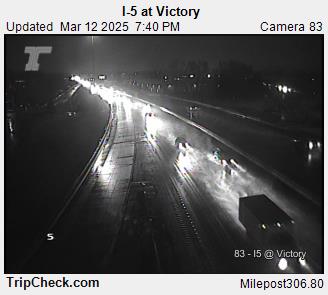 I-5 at Victory
Updated Mar 12 2025 7:40 PM Camera 83
T
S
83 - I5 @ Victory
TripCheck.com Milepost306.80